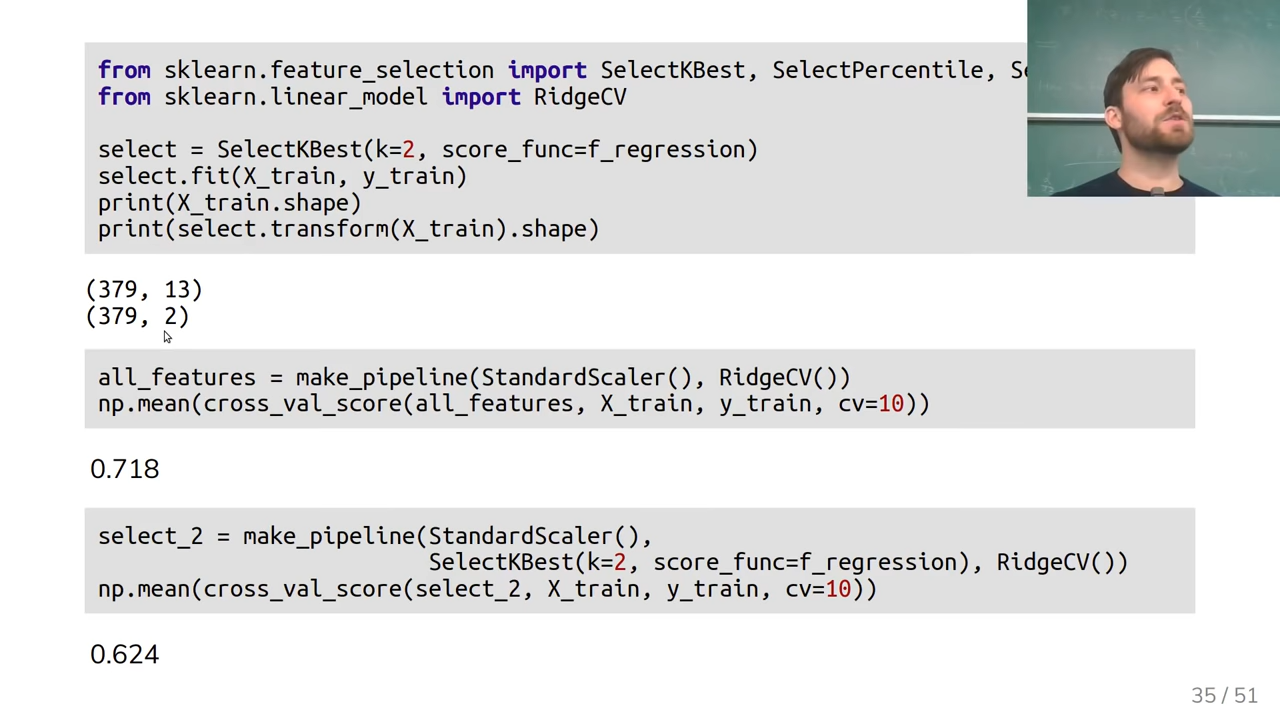 from sklearn.feature_selection import SelectKBest, SelectPercentile,
from sklearn.linear_model import RidgeCV
select = SelectKBest(k=2, score_func=f_regression)
select.fit(X_train, y_train)
print(X_train.shape)
print(select.transform(X_train).shape)
(379, 13)
(379, 2)
all_features = make_pipeline(StandardScaler(), RidgeCV())
np.mean(cross_val_score(all_features, X_train, y_train, cv=10))
0.718
select_2 = make_pipeline(StandardScaler(),
SelectKBest(k=2, score_func=f_regression), RidgeCV())
np.mean(cross_val_score(select_2, X_train, y_train, cv=10))
0.624
35 / 51